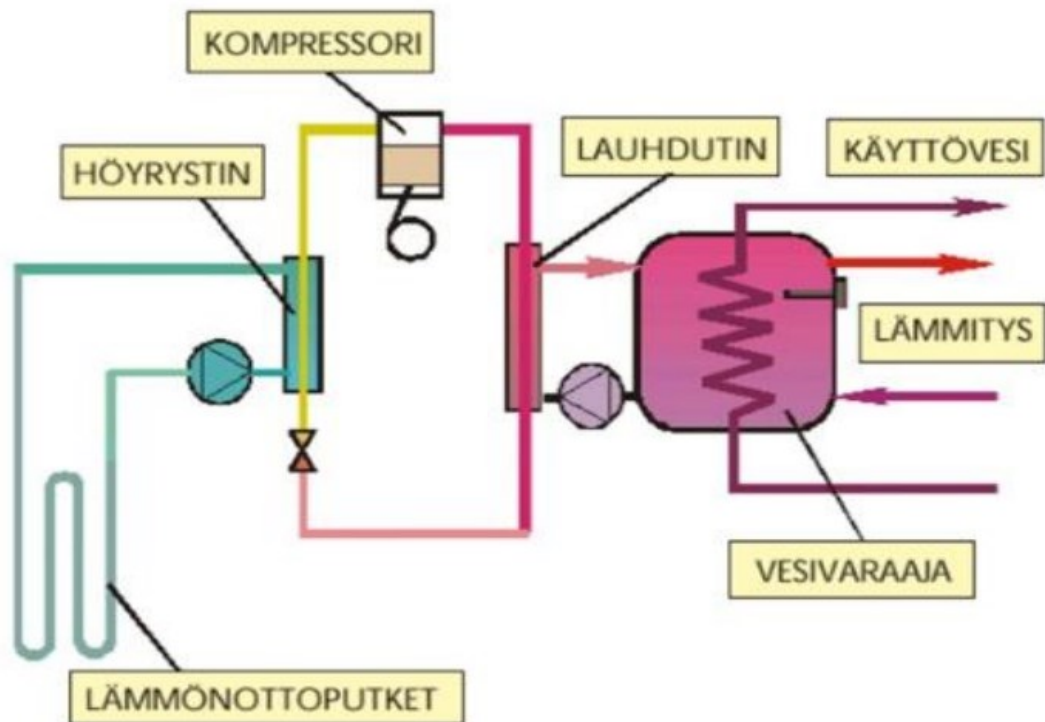 KOMPRESSORI
LAUHDUTIN
KÄYTTÖVESI
HÖYRYSTIN
LÄMMITYS
VESIVARAAJA
LÄMMÖNOTTOPUTKET